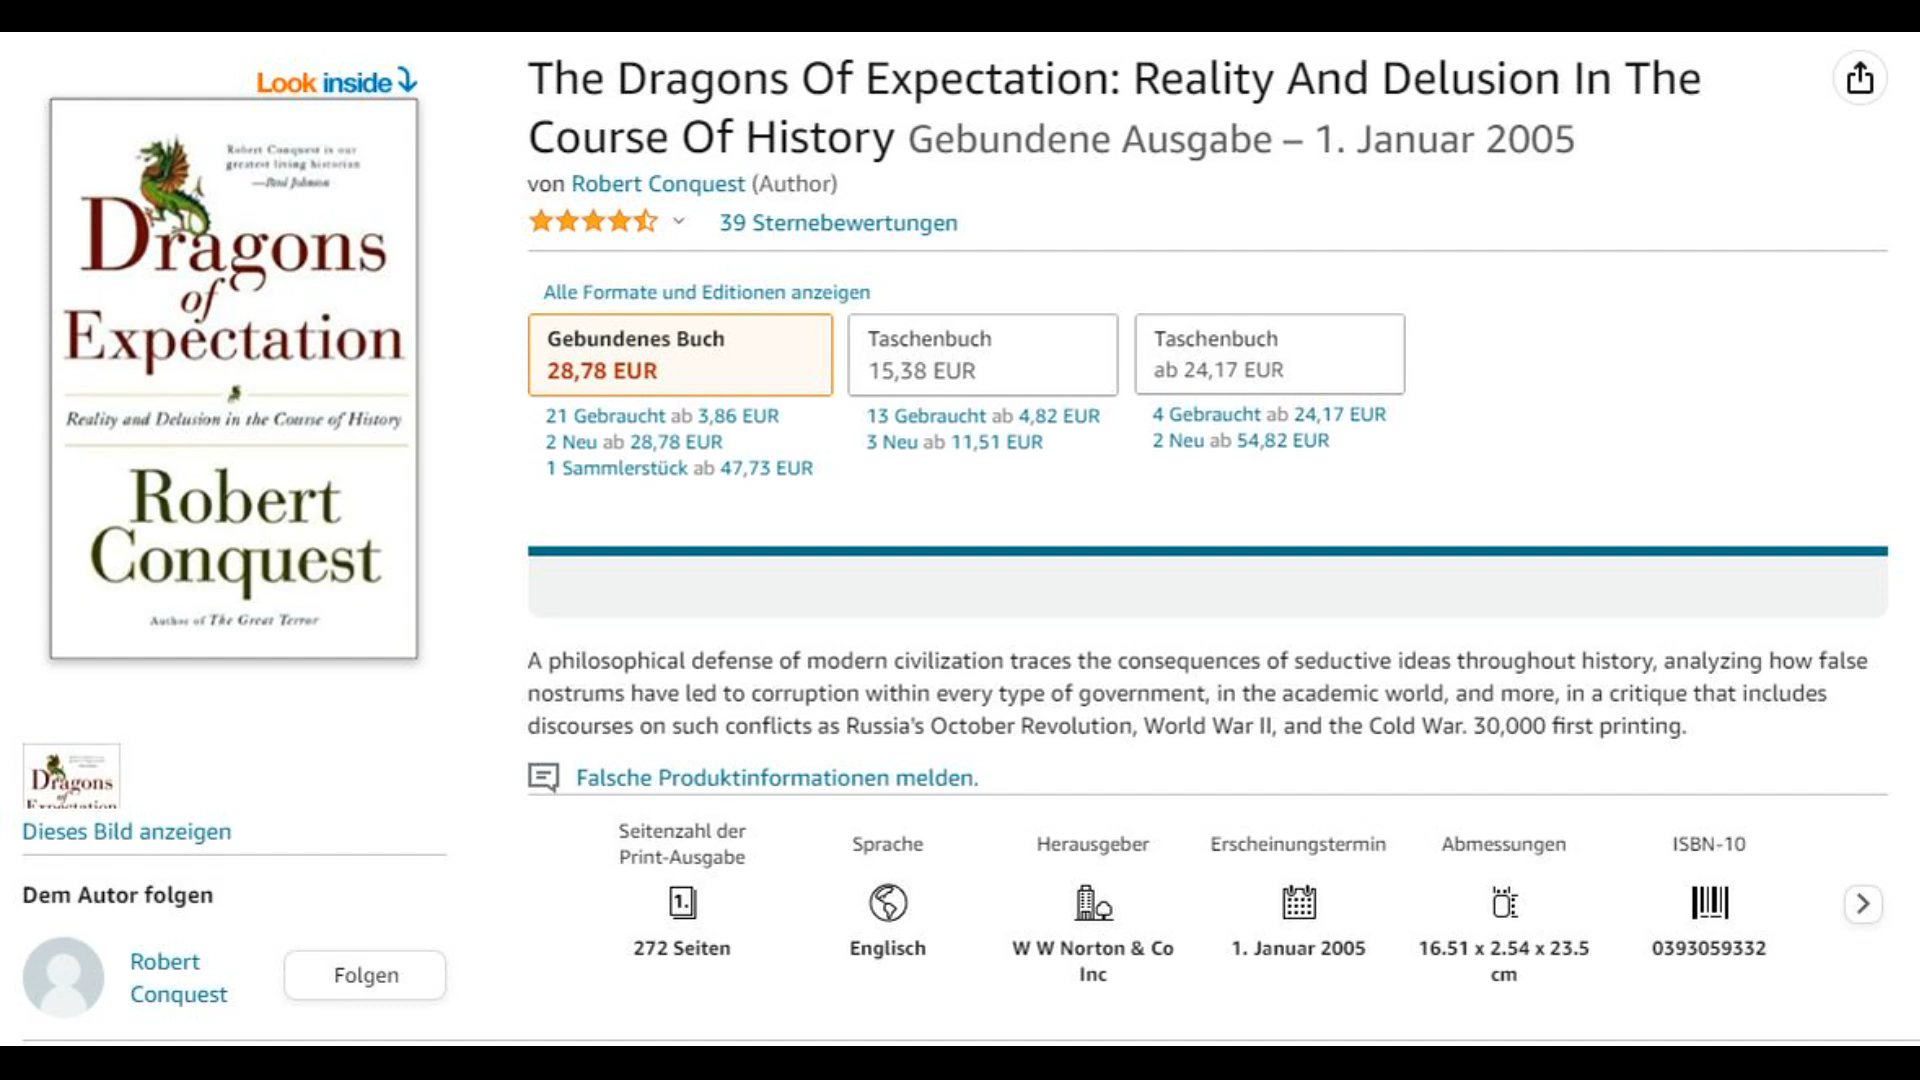 Look inside
Robert Conquest is our
greatest living historian
—Paul Johnson
Dragons
of
Expectation
Reality and Delusion in the Course of History
Robert
Conquest
Author of The Great Terror
Dragons
of
Expectation
Dieses Bild anzeigen
Dem Autor folgen
Robert
Conquest
Folgen
The Dragons Of Expectation: Reality And Delusion In The
Course Of History Gebundene Ausgabe – 1. Januar 2005
von Robert Conquest (Author)
39 Sternebewertungen
Alle Formate und Editionen anzeigen
Gebundenes Buch
28,78 EUR
21 Gebraucht ab 3,86 EUR
2 Neu ab 28,78 EUR
1 Sammlerstück ab 47,73 EUR
Taschenbuch
15,38 EUR
13 Gebraucht ab 4,82 EUR
3 Neu ab 11,51 EUR
Taschenbuch
ab 24,17 EUR
4 Gebraucht ab 24,17 EUR
2 Neu ab 54,82 EUR
A philosophical defense of modern civilization traces the consequences of seductive ideas throughout history, analyzing how false
nostrums have led to corruption within every type of government, in the academic world, and more, in a critique that includes
discourses on such conflicts as Russia's October Revolution, World War II, and the Cold War. 30,000 first printing.
Falsche Produktinformationen melden.
Seitenzahl der
Print-Ausgabe
1.
272 Seiten
Sprache
Englisch
Herausgeber
W W Norton & Co
Inc
Erscheinungstermin
1. Januar 2005
Abmessungen
16.51 x 2.54 x 23.5
cm
ISBN-10
0393059332